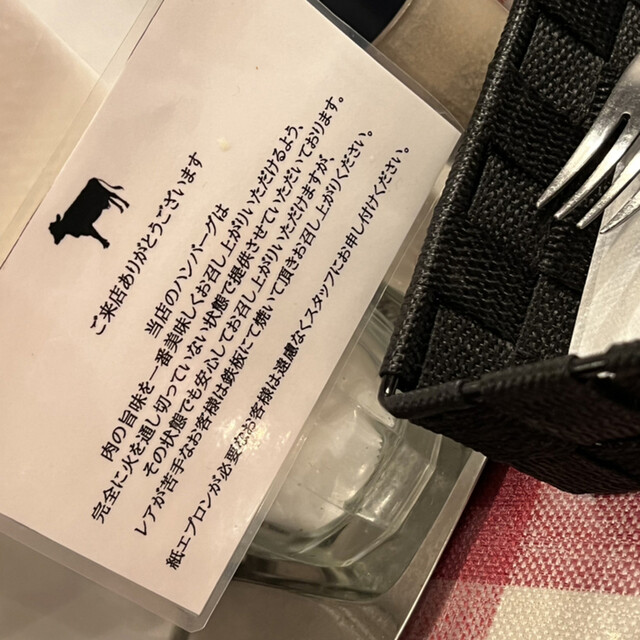 ご来店ありがとうございます
当店のハンバーグは
肉の旨味を一番美味しくお召し上がりいただけるよう、
完全に火を通し切っていない状態で提供させていただいております。
その状態でも安心してお召し上がりいただけますが、
レアが苦手なお客様は鉄板にて焼いて頂きお召し上がりください。
紙エプロンが必要なお客様は遠慮なくスタッフにお申し付けください。